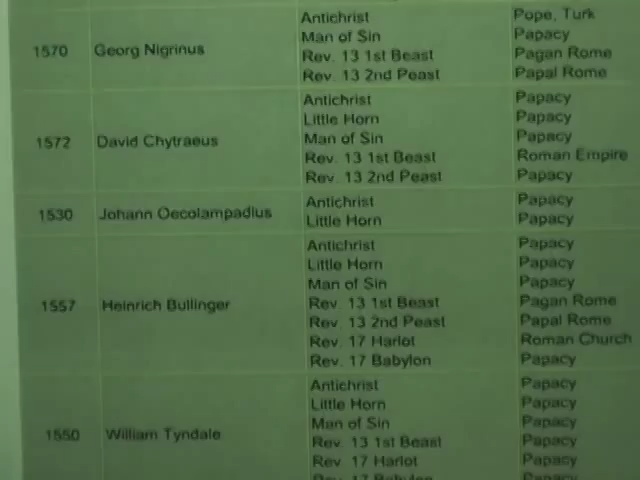 Antichrist Pope, Turk
Man of Sin Papacy
1570 Georg Nigrinus Rev. 13 1st Beast Pagan Rome
Rev. 13 2nd Peast Papal Rome
Antichrist Papacy
Little Horn Papacy
1572 David Chytraeus Man of Sin Papacy
Rev. 13 1st Beast Roman Empire
Rev. 13 2nd Peast Papacy
1530 Johann Oecolampadius Antichrist Papacy
Little Horn Papacy
Antichrist Papacy
Little Horn Papacy
Man of Sin Papacy
1557 Heinrich Bullinger Rev. 13 1st Beast Pagan Rome
Rev. 13 2nd Peast Papal Rome
Rev. 17 Harlot Roman Church
Rev. 17 Babylon Papacy
Antichrist Papacy
Little Horn Papacy
Man of Sin Papacy
1550 William Tyndale Rev. 13 1st Beast Papacy
Rev. 17 Harlot Papacy
Rev. 17 Babylon Papacy